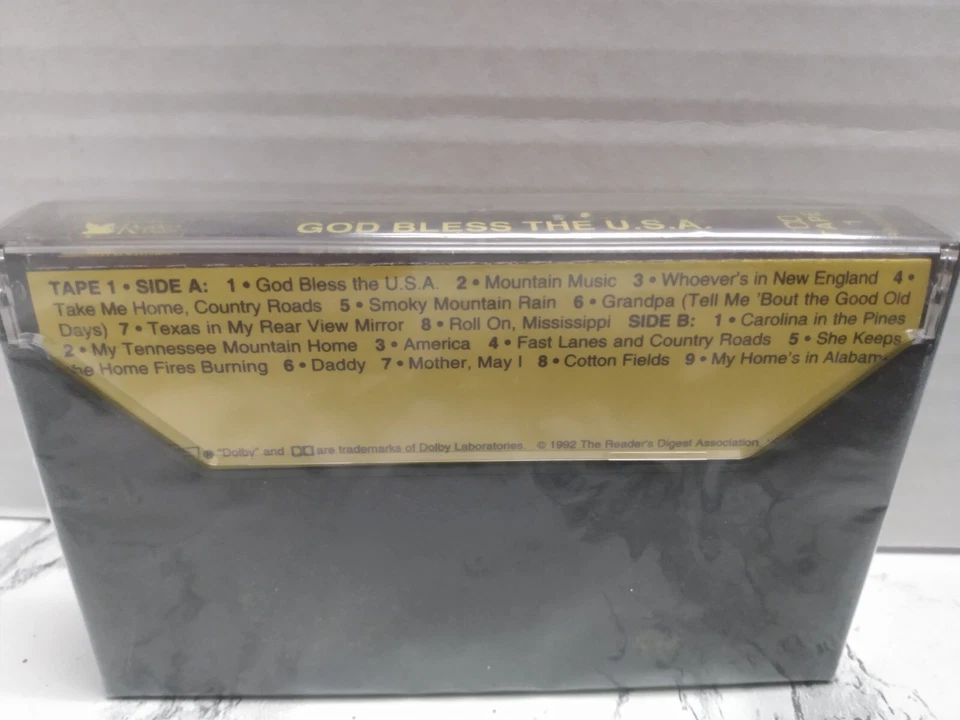 GOD BLESS THE U.S.A.
TAPE 1 • SIDE A: 1 • God Bless the U.S.A. 2 • Mountain Music 3 • Whoever's in New England 4 •
Take Me Home, Country Roads 5 • Smoky Mountain Rain 6 • Grandpa (Tell Me 'Bout the Good Old
Days) 7 • Texas in My Rear View Mirror 8 • Roll On, Mississippi SIDE B: 1 • Carolina in the Pines
2 • My Tennessee Mountain Home 3 • America 4 • Fast Lanes and Country Roads 5 • She Keeps
the Home Fires Burning 6 • Daddy 7 • Mother, May I 8 • Cotton Fields 9 • My Home's in Alabama
"Dolby" and are trademarks of Dolby Laboratories. © 1992 The Reader's Digest Association,